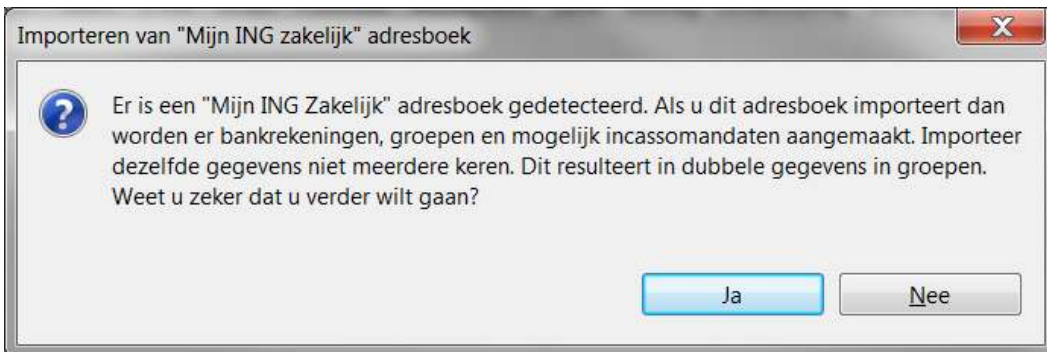 Importeren van "Mijn ING zakelijk" adresboek
Er is een "Mijn ING Zakelijk" adresboek gedetecteerd. Als u dit adresboek importeert dan
worden er bankrekeningen, groepen en mogelijk incassomandaten aangemaakt. Importeer
dezelfde gegevens niet meerdere keren. Dit resulteert in dubbele gegevens in groepen.
Weet u zeker dat u verder wilt gaan?
Ja Nee